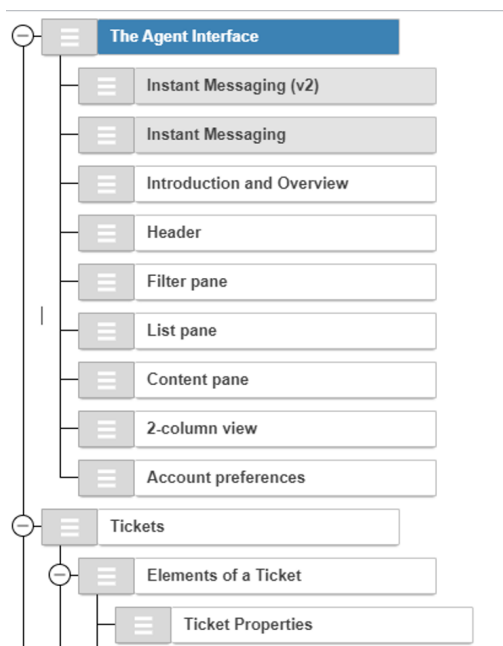 The Agent Interface
Instant Messaging (v2)
Instant Messaging
Introduction and Overview
Header
Filter pane
List pane
Content pane
2-column view
Account preferences
Tickets
Elements of a Ticket
Ticket Properties